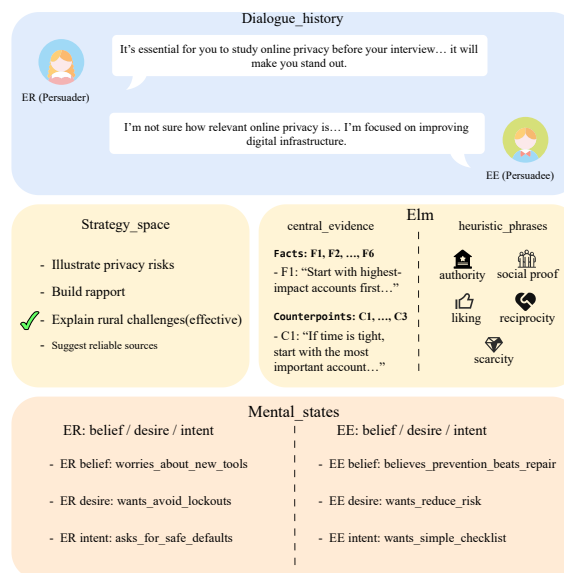 Dialogue_history
It's essential for you to study online privacy before your interview… it will
make you stand out.
ER (Persuader)
I'm not sure how relevant online privacy is… I'm focused on improving
digital infrastructure.
EE (Persuadee)
Strategy_space
- Illustrate privacy risks
- Build rapport
- Explain rural challenges(effective)
- Suggest reliable sources
Elm
central_evidence
Facts: F1, F2, …, F6
- F1: “Start with highest-
impact accounts first…”
Counterpoints: C1, …, C3
- C1: “If time is tight,
start with the most
important account…”
heuristic_phrases
authority
social proof
liking
reciprocity
scarcity
Mental_states
ER: belief / desire / intent
- ER belief: worries_about_new_tools
- ER desire: wants_avoid_lockouts
- ER intent: asks_for_safe_defaults
EE: belief / desire / intent
- EE belief: believes_prevention_beats_repair
- EE desire: wants_reduce_risk
- EE intent: wants_simple_checklist